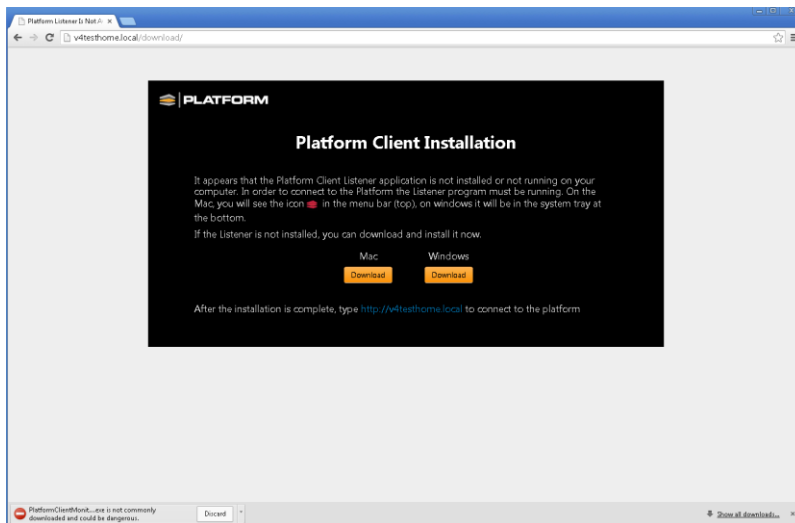 Platform Listener Is Not A
v4testhome.local/download/
PLATFORM
Platform Client Installation
It appears that the Platform Client Listener application is not installed or not running on your
computer. In order to connect to the Platform the Listener program must be running. On the
Mac, you will see the icon in the menu bar (top), on windows it will be in the system tray at
the bottom.
If the Listener is not installed, you can download and install it now.
Mac Windows
Download Download
After the installation is complete, type http://v4testhome.local to connect to the platform
PlatformClientMonit....exe is not commonly
downloaded and could be dangerous.
Discard
Show all downloads...